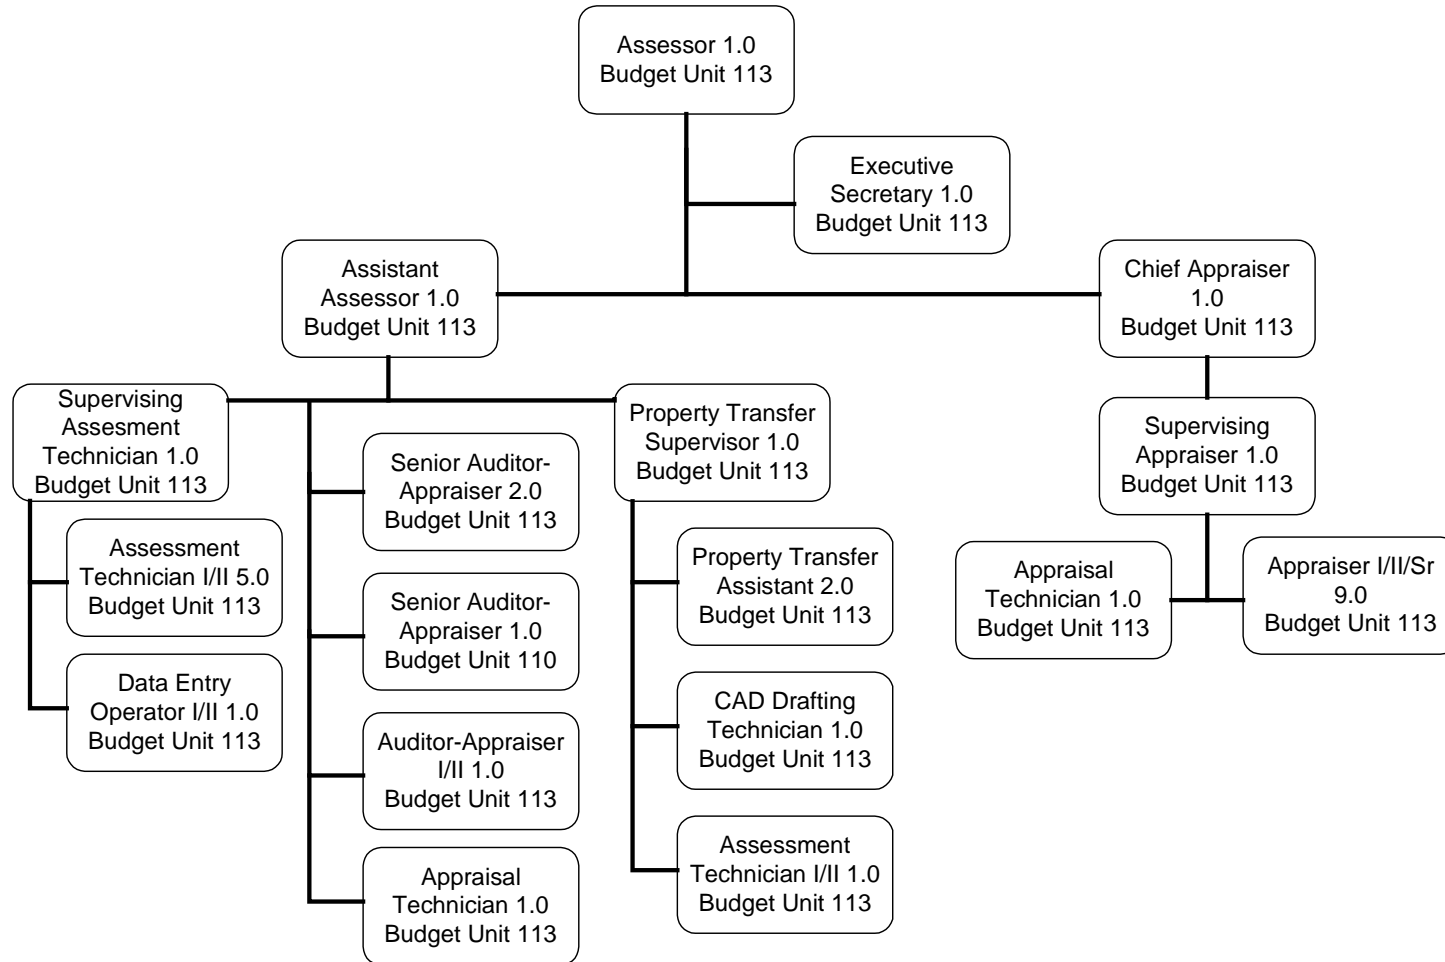 Assessor 1.0
Budget Unit 113
Executive
Secretary 1.0
Budget Unit 113
Assistant
Assessor 1.0
Budget Unit 113
Chief Appraiser
1.0
Budget Unit 113
Supervising
Assesment
Technician 1.0
Budget Unit 113
Assessment
Technician I/II 5.0
Budget Unit 113
Data Entry
Operator I/II 1.0
Budget Unit 113
Senior Auditor-
Appraiser 2.0
Budget Unit 113
Senior Auditor-
Appraiser 1.0
Budget Unit 110
Auditor-Appraiser
I/II 1.0
Budget Unit 113
Appraisal
Technician 1.0
Budget Unit 113
Property Transfer
Supervisor 1.0
Budget Unit 113
Property Transfer
Assistant 2.0
Budget Unit 113
CAD Drafting
Technician 1.0
Budget Unit 113
Assessment
Technician I/II 1.0
Budget Unit 113
Supervising
Appraiser 1.0
Budget Unit 113
Appraisal
Technician 1.0
Budget Unit 113
Appraiser I/II/Sr
9.0
Budget Unit 113